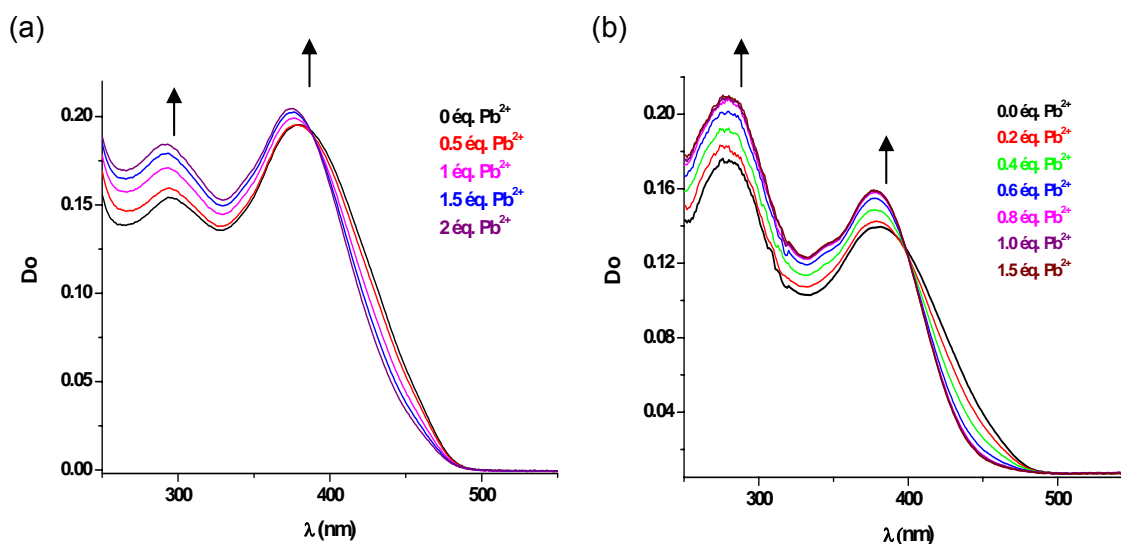 (a)
0.20
0.15
0.10
0.05
0.00
Do
300
400
500
λ (nm)
0 éq. Pb²⁺
0.5 éq. Pb²⁺
1 éq. Pb²⁺
1.5 éq. Pb²⁺
2 éq. Pb²⁺
(b)
0.20
0.16
0.12
0.08
0.04
Do
300
400
500
λ (nm)
0.0 éq. Pb²⁺
0.2 éq. Pb²⁺
0.4 éq. Pb²⁺
0.6 éq. Pb²⁺
0.8 éq. Pb²⁺
1.0 éq. Pb²⁺
1.5 éq. Pb²⁺